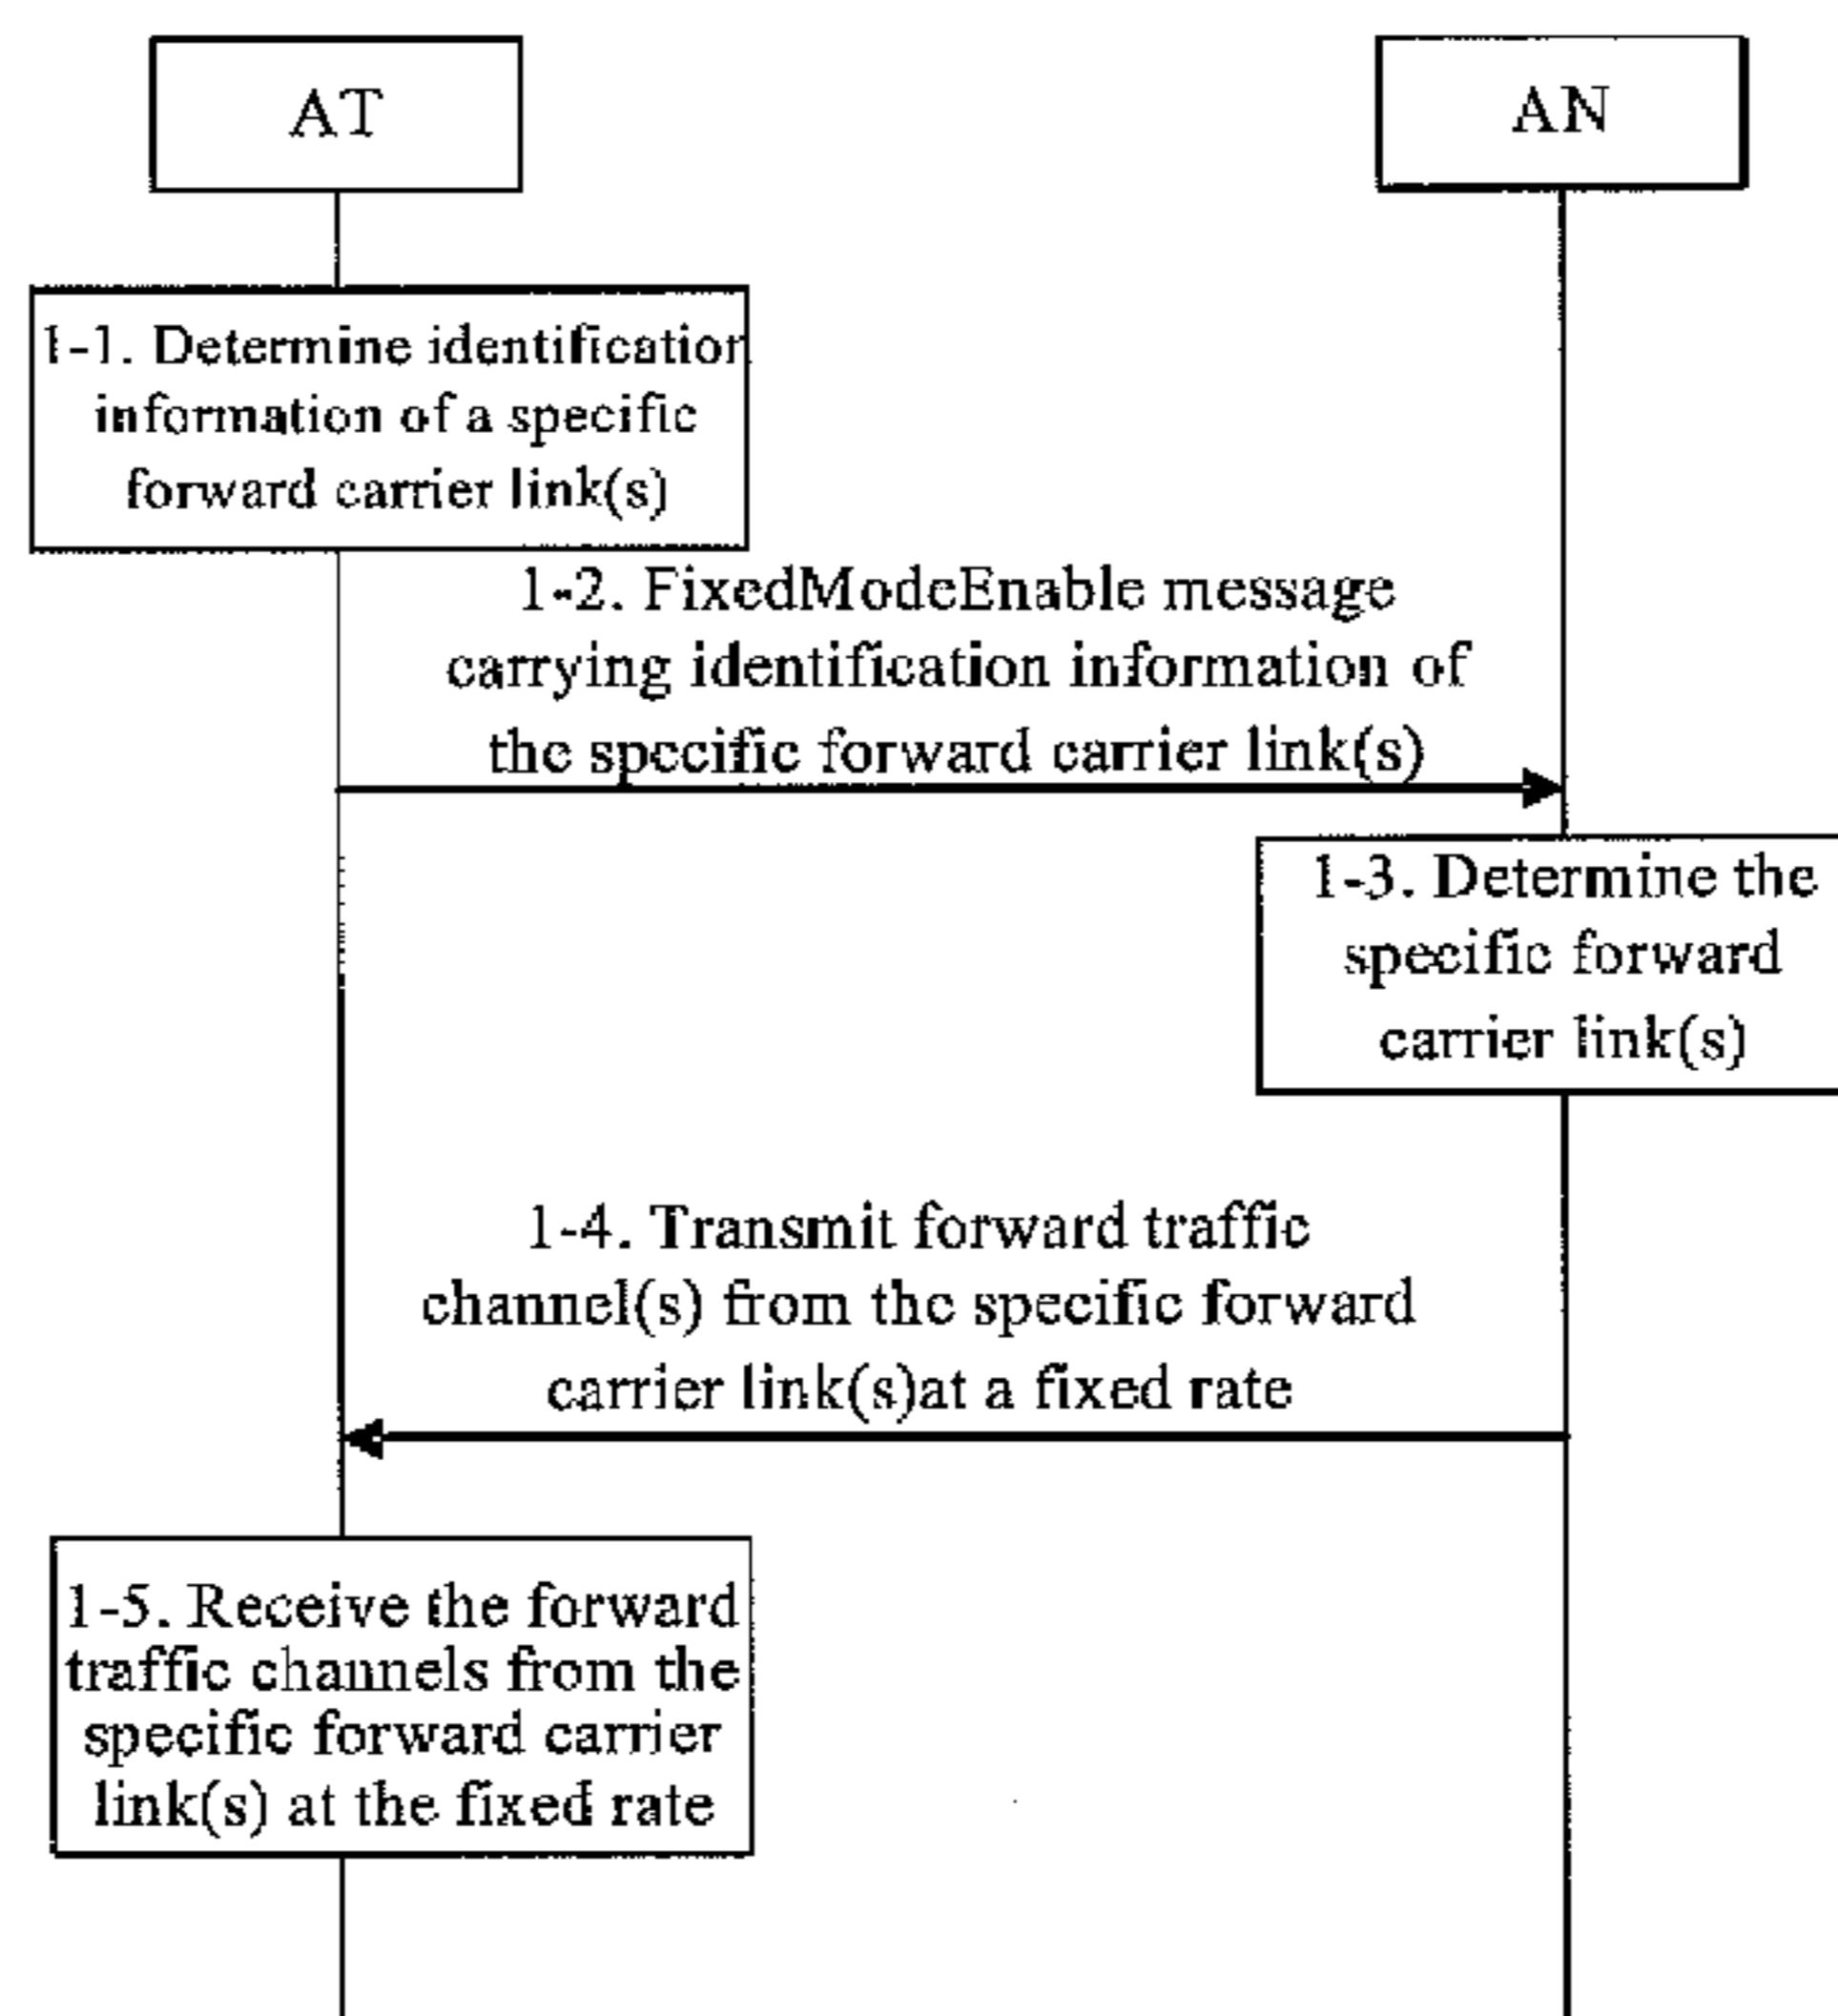 AT
AN
1-1. Determine identification
information of a specific
forward carrier link(s)
1-2. FixedModeEnable message
carrying identification information of
the specific forward carrier link(s)
1-3. Determine the
specific forward
carrier link(s)
1-4. Transmit forward traffic
channel(s) from the specific forward
carrier link(s)at a fixed rate
1-5. Receive the forward
traffic channels from the
specific forward carrier
link(s) at the fixed rate